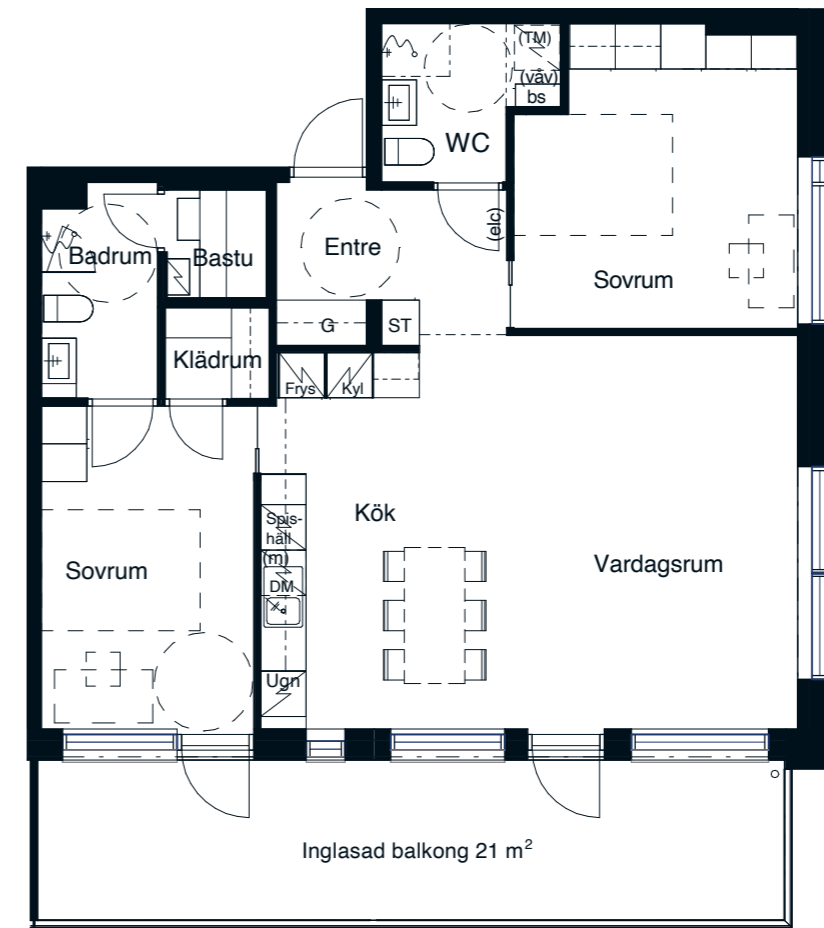 (TM)
(väv)
bs
WC
(elc)
Badrum
Bastu
Entre
Sovrum
G
ST
Klädrum
Frys
Kyl
Spis-
häll
(m)
DM
Kök
Sovrum
Vardagsrum
Ugn
Inglasad balkong 21 m²